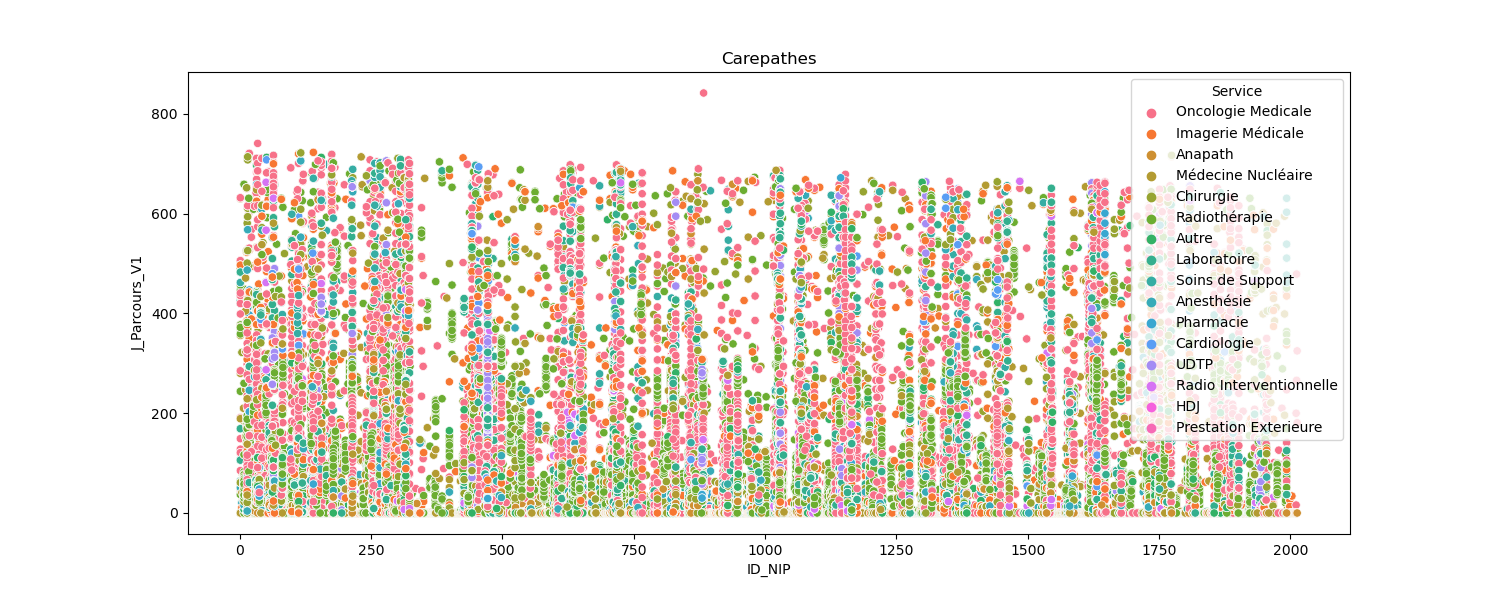 Carepathes
J_Parcours_V1
800
600
400
200
0
0 250 500 750 1000 1250 1500 1750 2000
ID_NIP
Service
Oncologie Medicale
Imagerie Médicale
Anapath
Médecine Nucléaire
Chirurgie
Radiothérapie
Autre
Laboratoire
Soins de Support
Anesthésie
Pharmacie
Cardiologie
UDTP
Radio Interventionnelle
HDJ
Prestation Exterieure